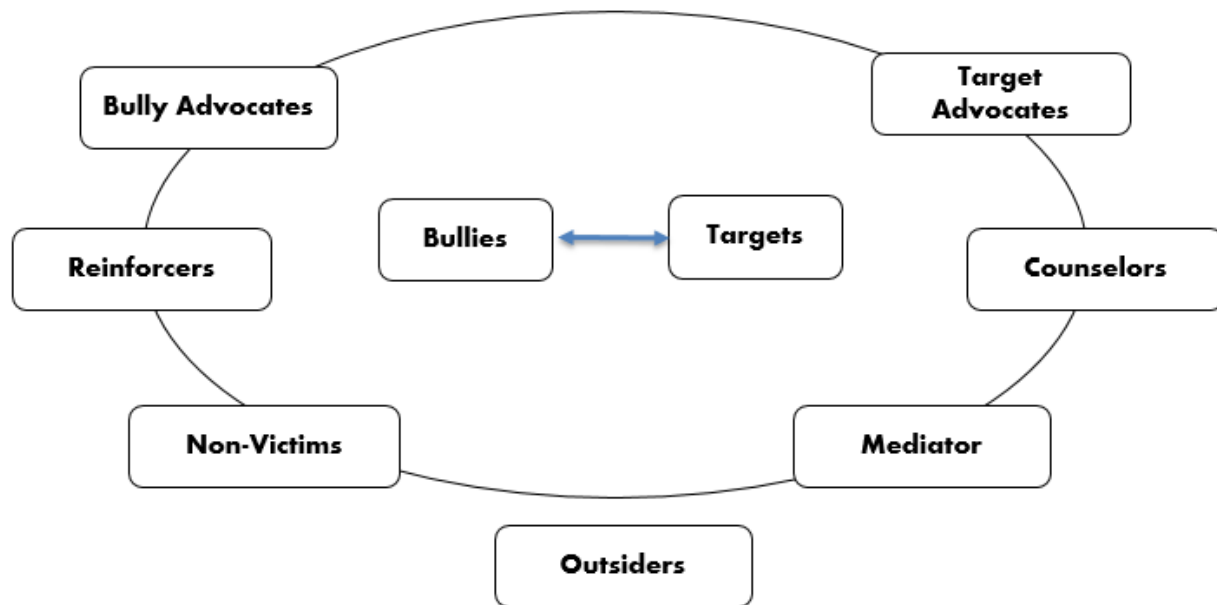 Bully Advocates
Target
Advocates
Bullies
Targets
Reinforcers
Counselors
Non-Victims
Mediator
Outsiders